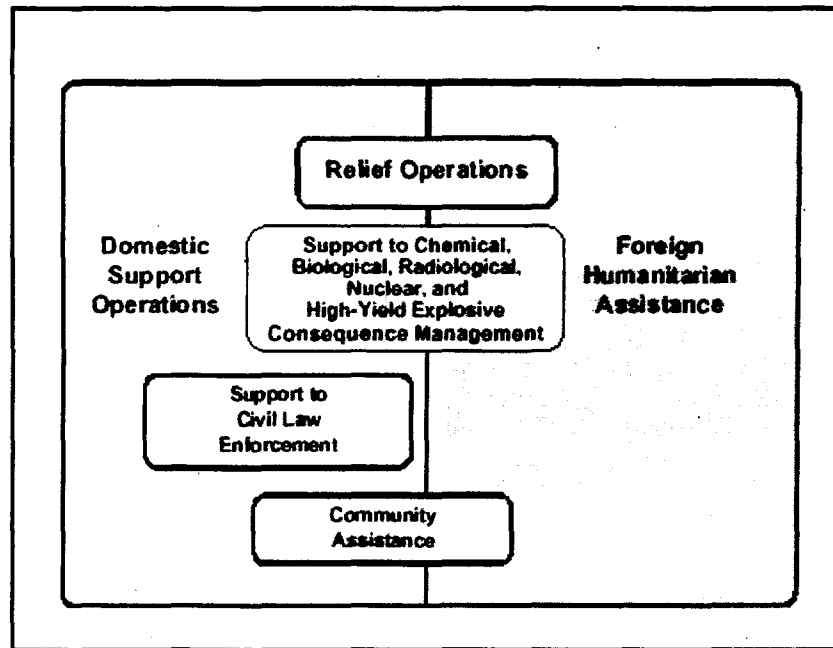 Relief Operations
Domestic
Support
Operations
Support to Chemical,
Biological, Radiological,
Nuclear, and
High-Yield Explosive
Consequence Management
Foreign
Humanitarian
Assistance
Support to
Civil Law
Enforcement
Community
Assistance